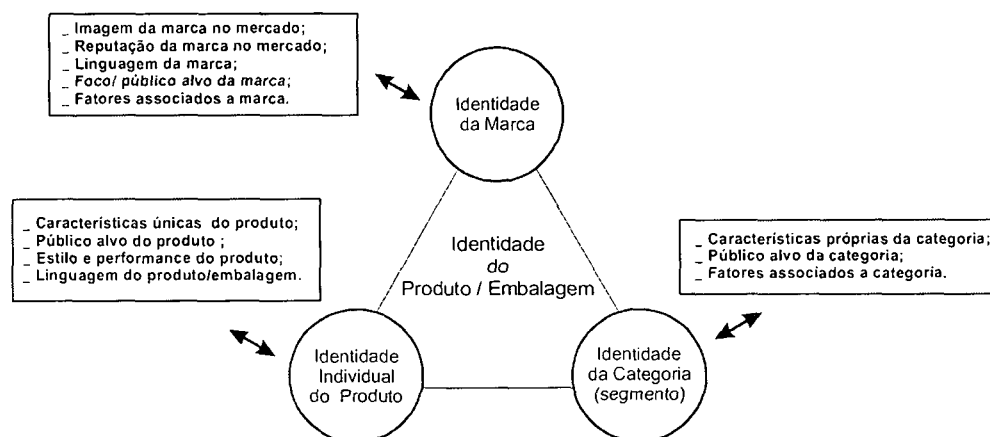 _ Imagem da marca no mercado;
_ Reputação da marca no mercado;
_ Linguagem da marca;
_ Foco/ público alvo da marca;
_ Fatores associados a marca.
Identidade
da Marca
_ Características únicas do produto;
_ Público alvo do produto ;
_ Estilo e performance do produto;
_ Linguagem do produto/embalagem.
Identidade
do
Produto / Embalagem
_ Características próprias da categoria;
_ Público alvo da categoria;
_ Fatores associados a categoria.
Identidade
Individual
do Produto
Identidade
da Categoria
(segmento)